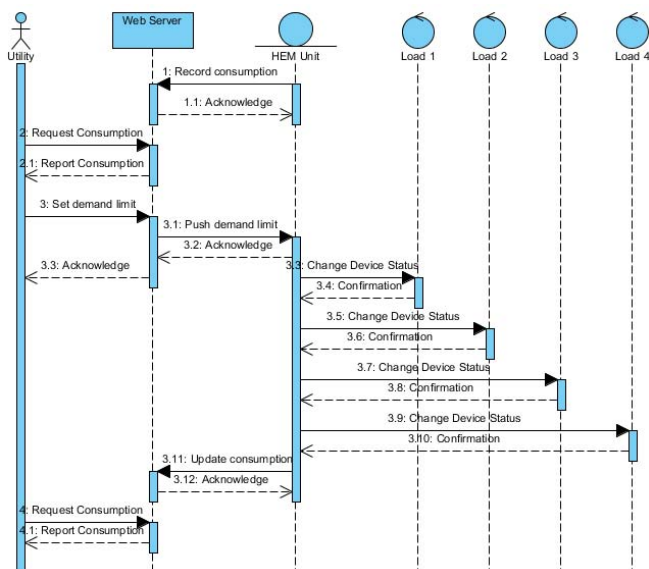 Web Server
Utility
HEM Unit
Load 1
Load 2
Load 3
Load 4
1: Record consumption
1.1: Acknowledge
2: Request Consumption
2.1: Report Consumption
3: Set demand limit
3.1: Push demand limit
3.2: Acknowledge
3.3: Acknowledge
3.3: Change Device Status
3.4: Confirmation
3.5: Change Device Status
3.6: Confirmation
3.7: Change Device Status
3.8: Confirmation
3.9: Change Device Status
3.10: Confirmation
3.11: Update consumption
3.12: Acknowledge
4: Request Consumption
4.1: Report Consumption